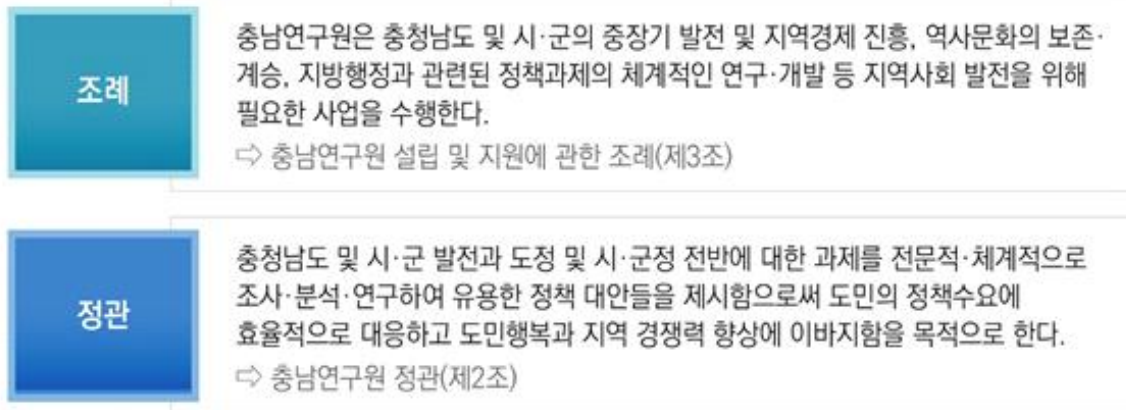 조례
충남연구원은 충청남도 및 시·군의 중장기 발전 및 지역경제 진흥, 역사문화의 보존·
계승, 지방행정과 관련된 정책과제의 체계적인 연구·개발 등 지역사회 발전을 위해
필요한 사업을 수행한다.
⇨ 충남연구원 설립 및 지원에 관한 조례(제3조)
정관
충청남도 및 시·군 발전과 도정 및 시·군정 전반에 대한 과제를 전문적·체계적으로
조사·분석·연구하여 유용한 정책 대안들을 제시함으로써 도민의 정책수요에
효율적으로 대응하고 도민행복과 지역 경쟁력 향상에 이바지함을 목적으로 한다.
⇨ 충남연구원 정관(제2조)